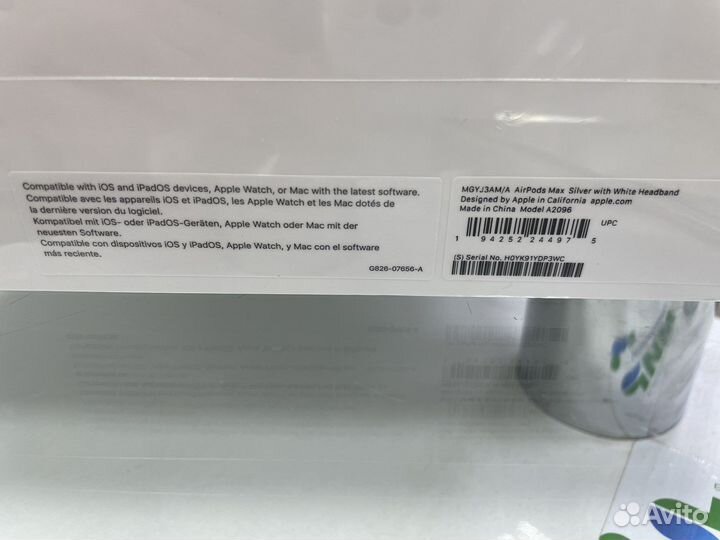 Compatible with iOS and iPadOS devices, Apple Watch, or Mac with the latest software.
Compatible avec les appareils iOS et iPadOS, les Apple Watch et les Mac dotés de
la dernière version du logiciel.
Kompatibel mit iOS- oder iPadOS-Geräten, Apple Watch oder Mac mit der
neuesten Software.
Compatible con dispositivos iOS y iPadOS, Apple Watch, y Mac con el software
más reciente.
G826-07656-A
MGYJ3AM/A AirPods Max Silver with White Headband
Designed by Apple in California apple.com
Made in China Model A2096
UPC
1 94252 24497 5
(S) Serial No. H0YK91YDP3WC
Avito